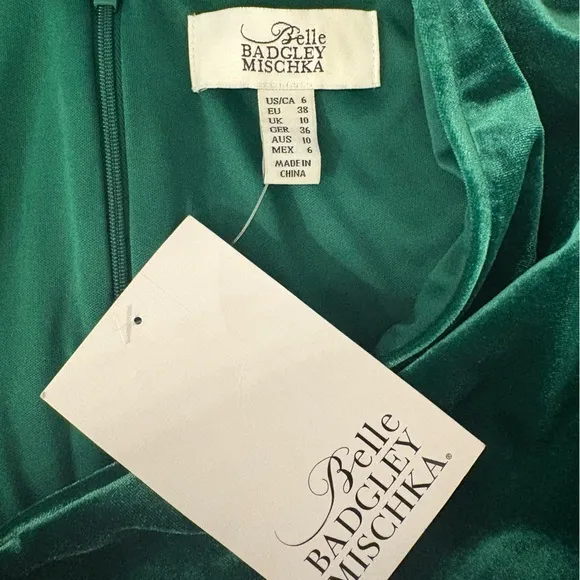 Belle
BADGLEY
MISCHKA
US/CA 6
EU 38
UK 10
GER 36
AUS 10
MEX 6
MADE IN
CHINA
Belle
BADGLEY
MISCHKA®